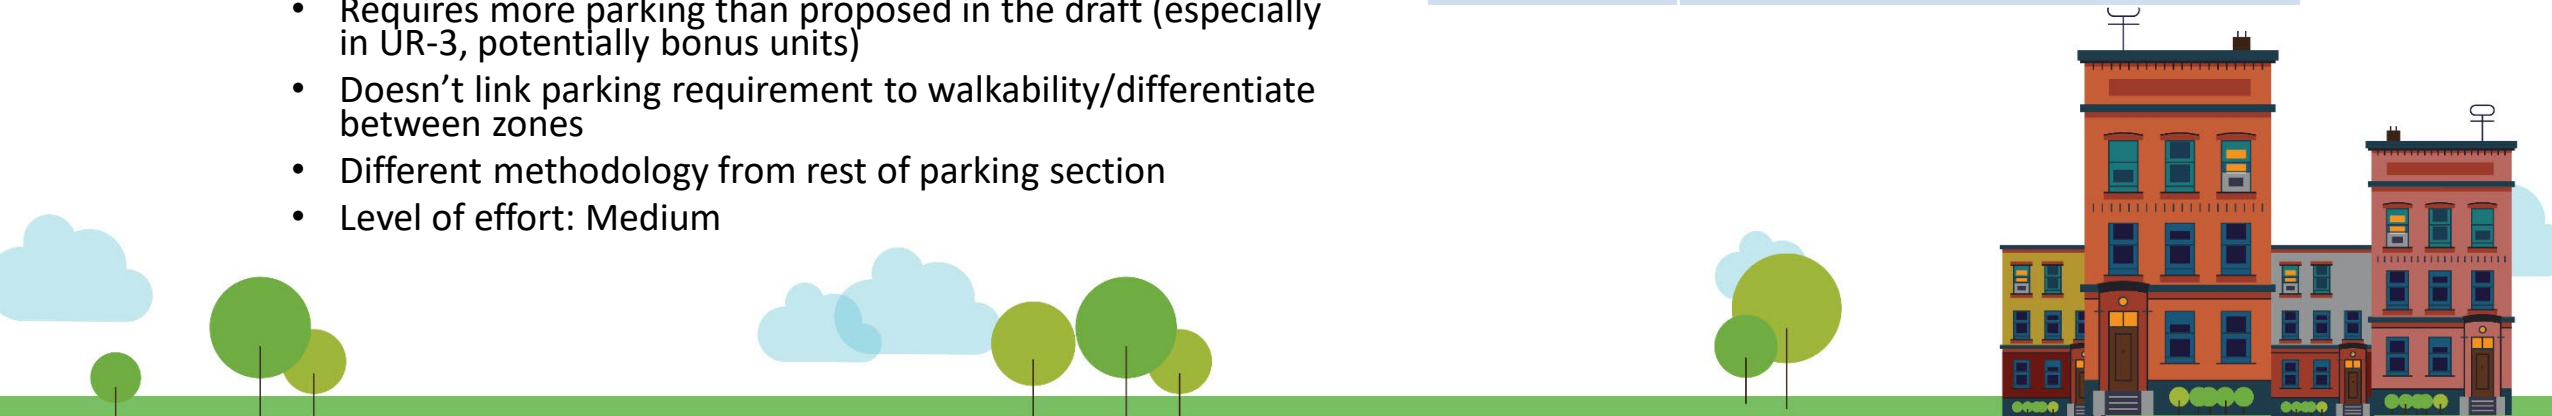 • Requires more parking than proposed in the draft (especially
in UR-3, potentially bonus units)
• Doesn’t link parking requirement to walkability/differentiate
between zones
• Different methodology from rest of parking section
• Level of effort: Medium